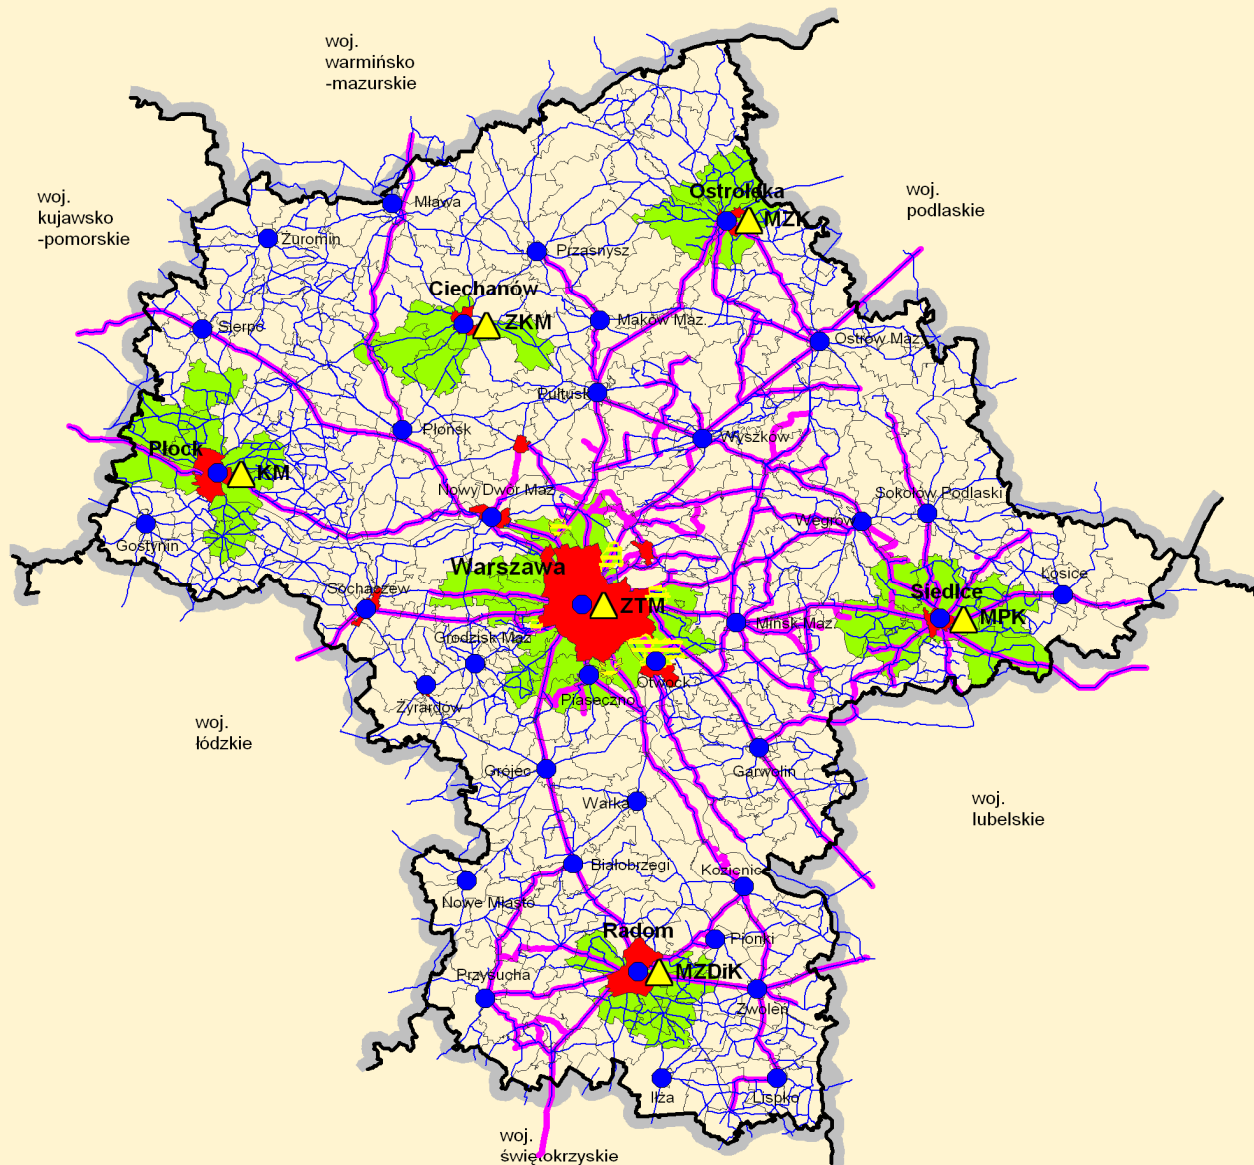 woj.
warmińsko
-mazurskie
woj.
kujawsko
-pomorskie
woj.
podlaskie
Ostrołęka
MZK
Mława
Żuromin
Przasnysz
Ciechanów
ZKM
Maków Maz.
Sierpc
Ostrów Maz.
Pułtusk
Płońsk
Wyszków
Płock
KM
Nowy Dwór Maz.
Sokołów Podlaski
Węgrów
Gostynin
Warszawa
ZTM
Sochaczew
Łosice
Siedlce
MPK
Mińsk Maz.
Grodzisk Maz.
Otwock
Piaseczno
Żyrardów
woj.
łódzkie
Grójec
Garwolin
Warka
woj.
lubelskie
Białobrzegi
Kozienice
Nowe Miasto
Radom
MZDiK
Pionki
Przysucha
Zwoleń
Iłża
Lispko
woj.
świętokrzyskie